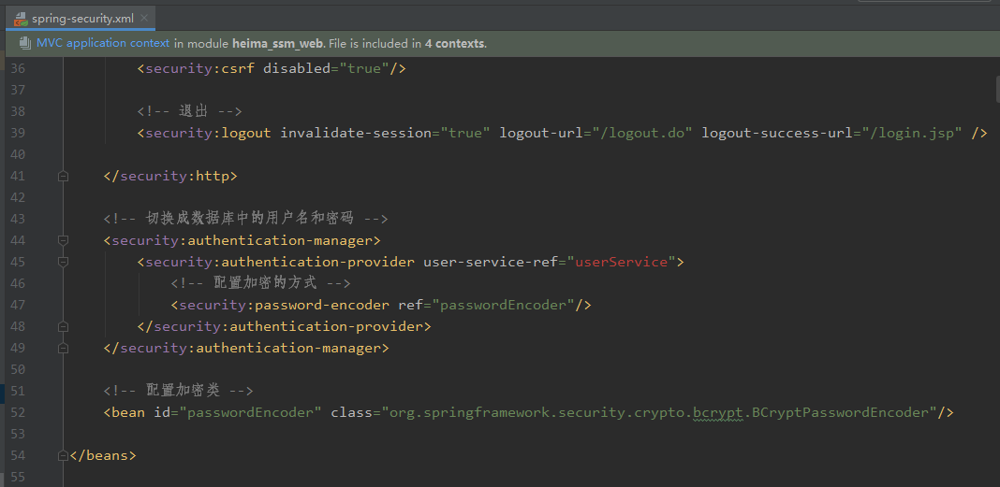 spring-security.xml
MVC application context in module heima_ssm_web. File is included in 4 contexts.
36 <security:csrf disabled="true"/>
37
38 <!-- 退出 -->
39 <security:logout invalidate-session="true" logout-url="/logout.do" logout-success-url="/login.jsp" />
40
41 </security:http>
42
43 <!-- 切换成数据库中的用户名和密码 -->
44 <security:authentication-manager>
45 <security:authentication-provider user-service-ref="userService">
46 <!-- 配置加密的方式 -->
47 <security:password-encoder ref="passwordEncoder"/>
48 </security:authentication-provider>
49 </security:authentication-manager>
50
51 <!-- 配置加密类 -->
52 <bean id="passwordEncoder" class="org.springframework.security.crypto.bcrypt.BCryptPasswordEncoder"/>
53
54 </beans>
55